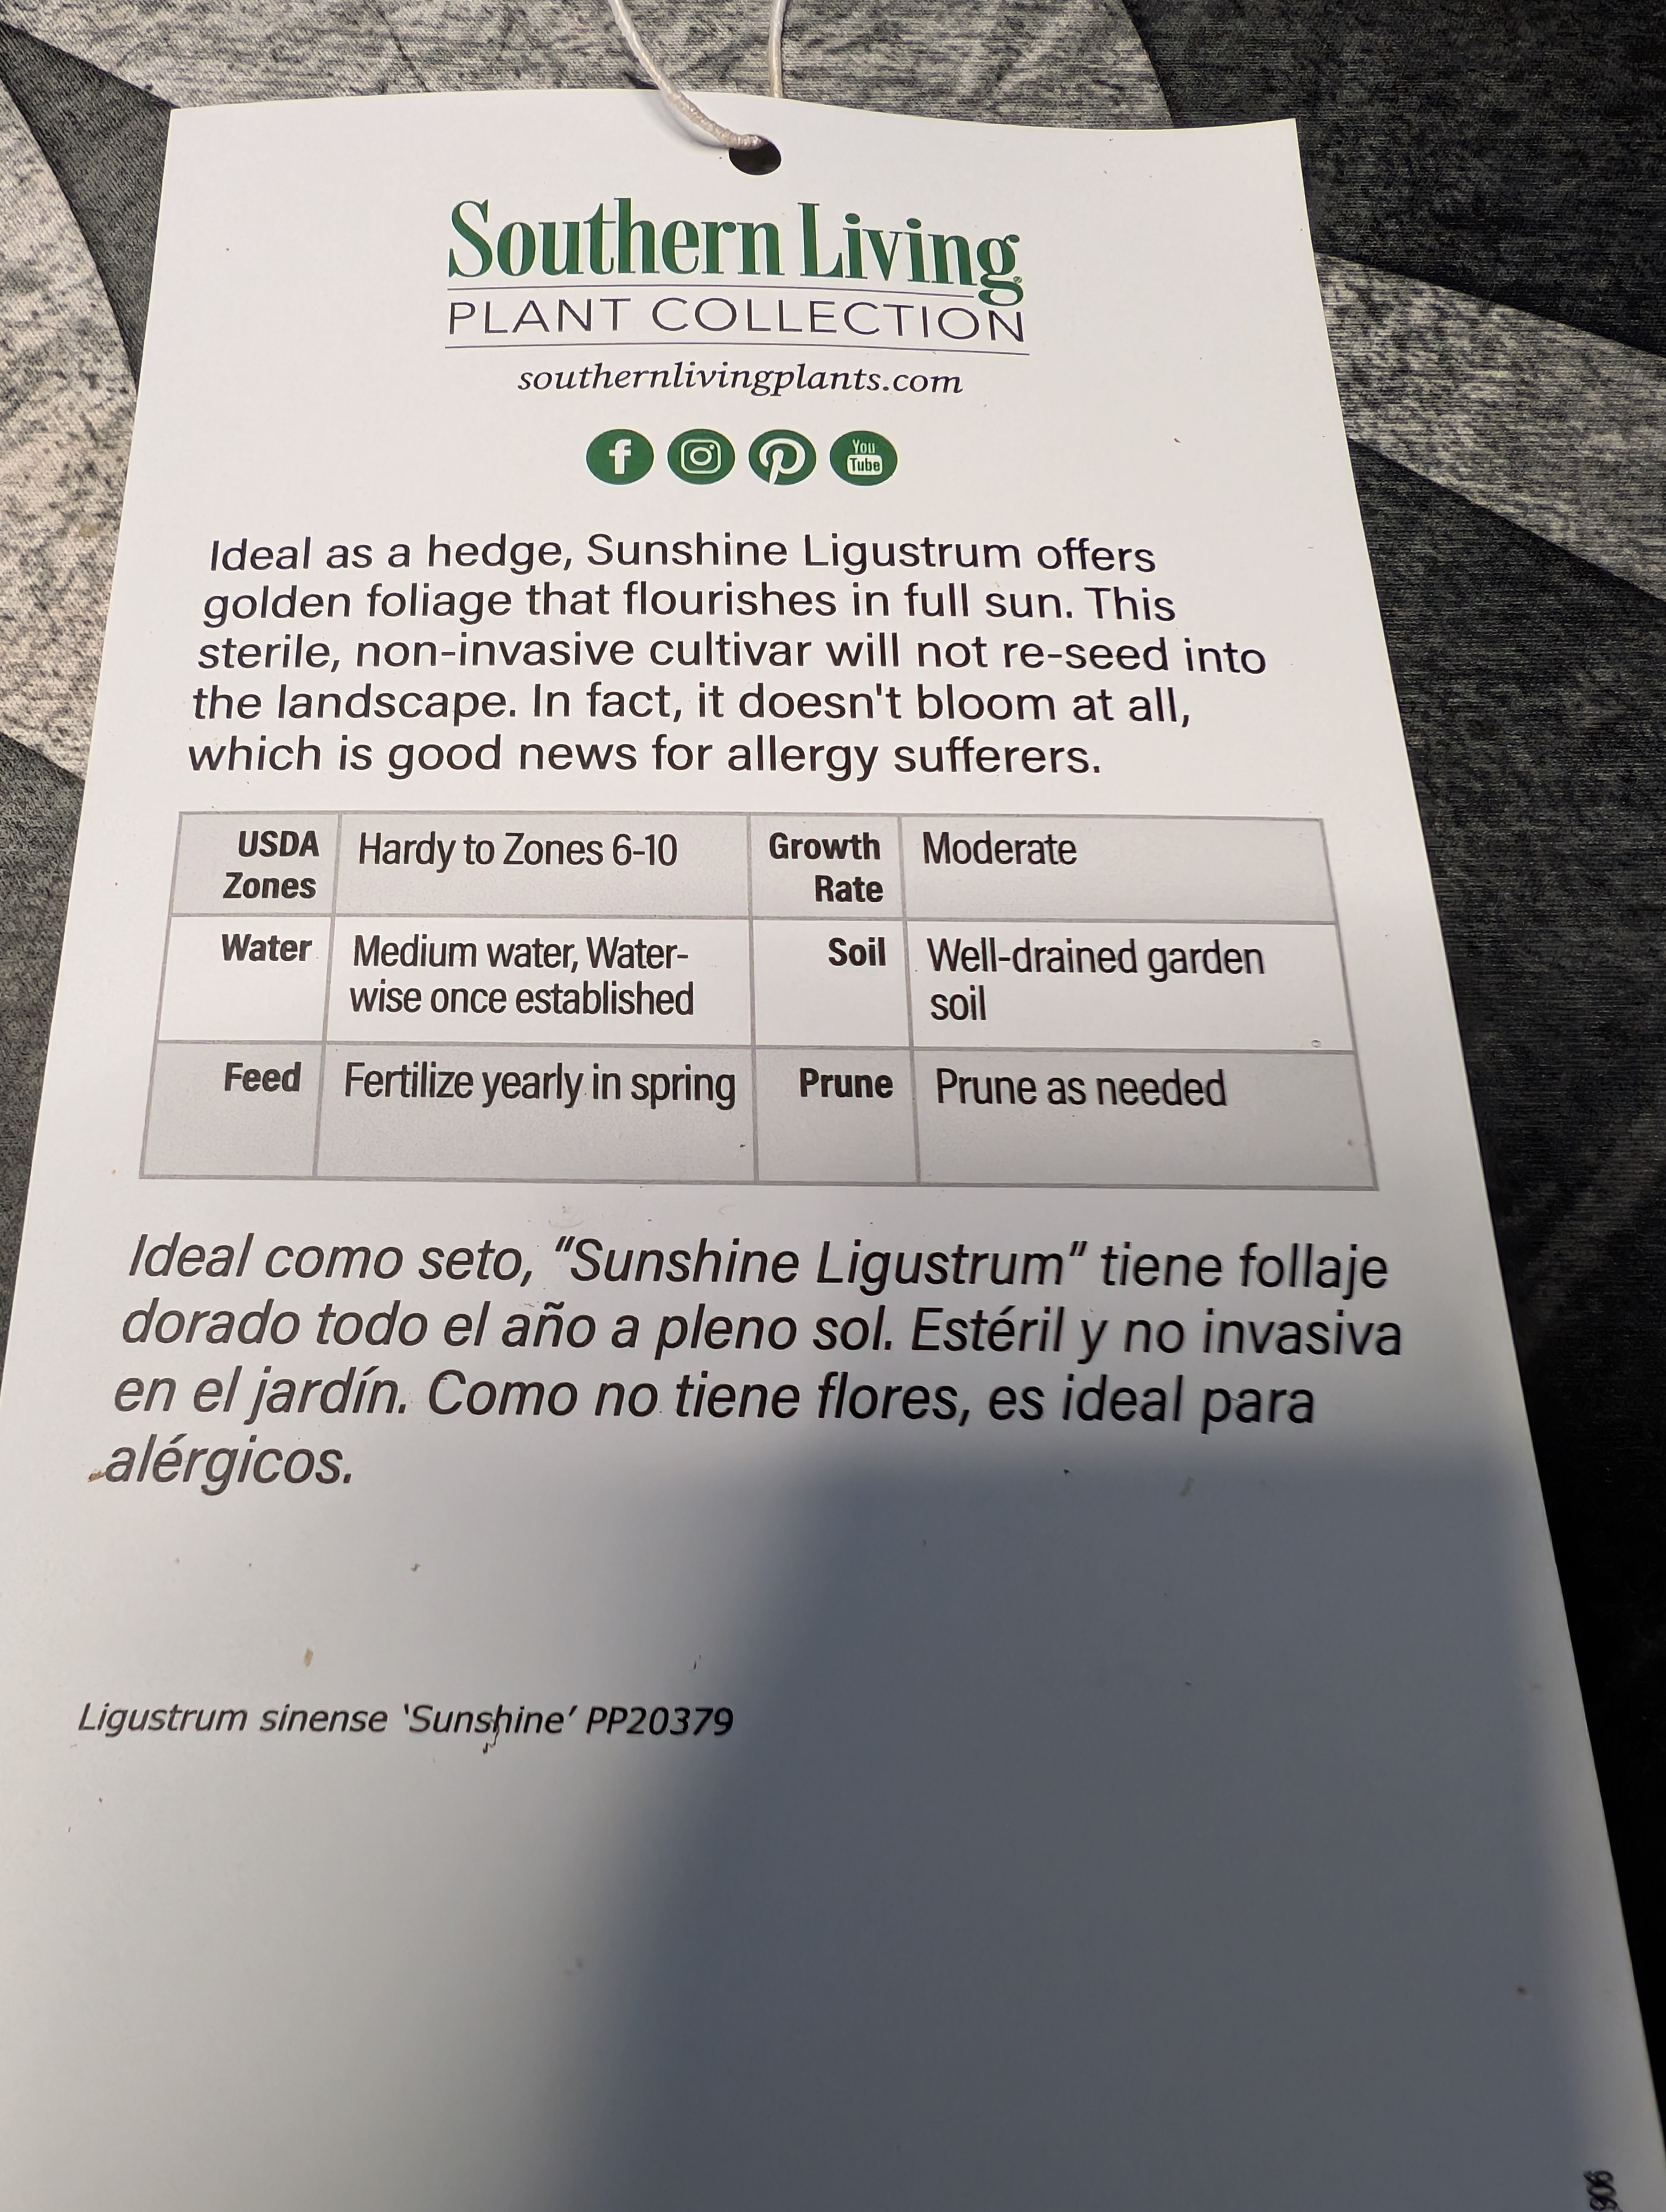 Southern Living
PLANT COLLECTION
southernlivingplants.com
f
You
Tube
Ideal as a hedge, Sunshine Ligustrum offers
golden foliage that flourishes in full sun. This
sterile, non-invasive cultivar will not re-seed into
the landscape. In fact, it doesn't bloom at all,
which is good news for allergy sufferers.
USDA Hardy to Zones 6-10 Growth Moderate
Zones Rate
Water Medium water, Water- Soil Well-drained garden
wise once established soil
Feed Fertilize yearly in spring Prune Prune as needed
Ideal como seto, “Sunshine Ligustrum” tiene follaje
dorado todo el año a pleno sol. Estéril y no invasiva
en el jardín. Como no tiene flores, es ideal para
alérgicos.
Ligustrum sinense ‘Sunshine’ PP20379